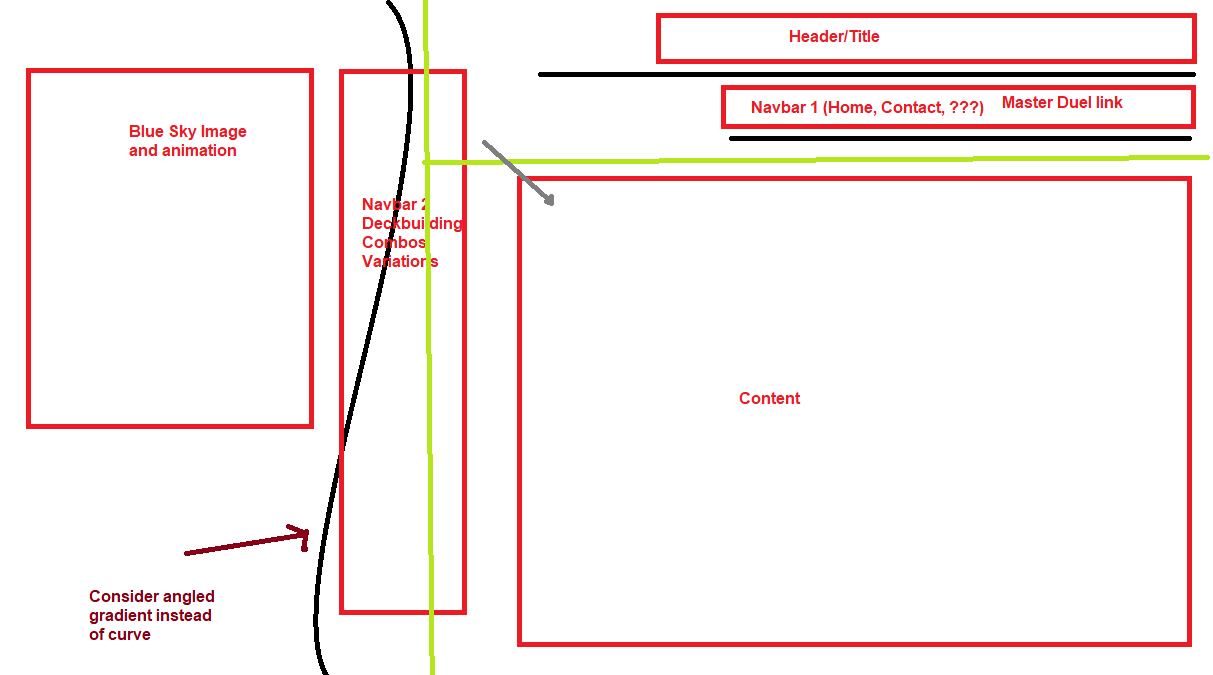 Header/Title
Navbar 1 (Home, Contact, ???)
Master Duel link
Blue Sky Image
and animation
Navbar 2
Deckbuilding
Combos
Variations
Content
Consider angled
gradient instead
of curve